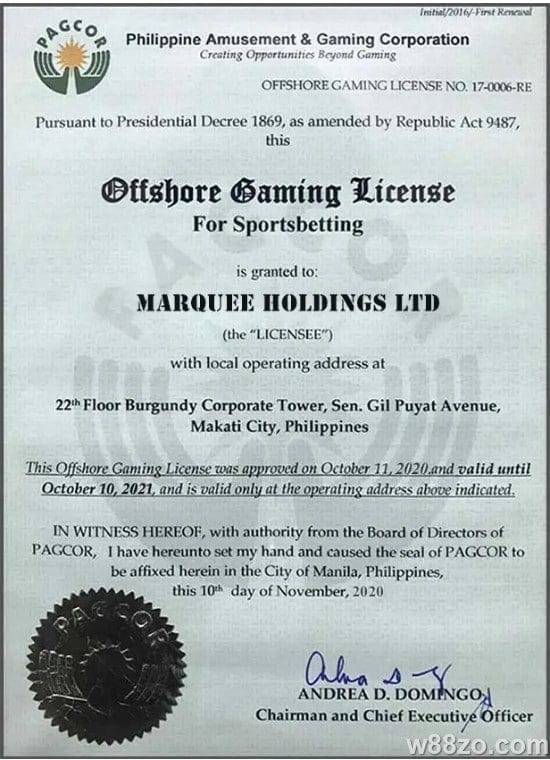 Initial/2016/-First Renewal
PAGCOR
Philippine Amusement & Gaming Corporation
Creating Opportunities Beyond Gaming
OFFSHORE GAMING LICENSE NO. 17-0006-RE
Pursuant to Presidential Decree 1869, as amended by Republic Act 9487,
this
Offshore Gaming License
For Sportsbetting
is granted to:
MARQUEE HOLDINGS LTD
(the "LICENSEE")
with local operating address at
22th Floor Burgundy Corporate Tower, Sen. Gil Puyat Avenue,
Makati City, Philippines
This Offshore Gaming License was approved on October 11, 2020.and valid until
October 10, 2021, and is valid only at the operating address above indicated.
IN WITNESS HEREOF, with authority from the Board of Directors of
PAGCOR, I have hereunto set my hand and caused the seal of PAGCOR to
be affixed herein in the City of Manila, Philippines,
this 10th day of November, 2020
PAGCOR
ANDREA D. DOMINGO
Chairman and Chief Executive Officer
w88zo.com